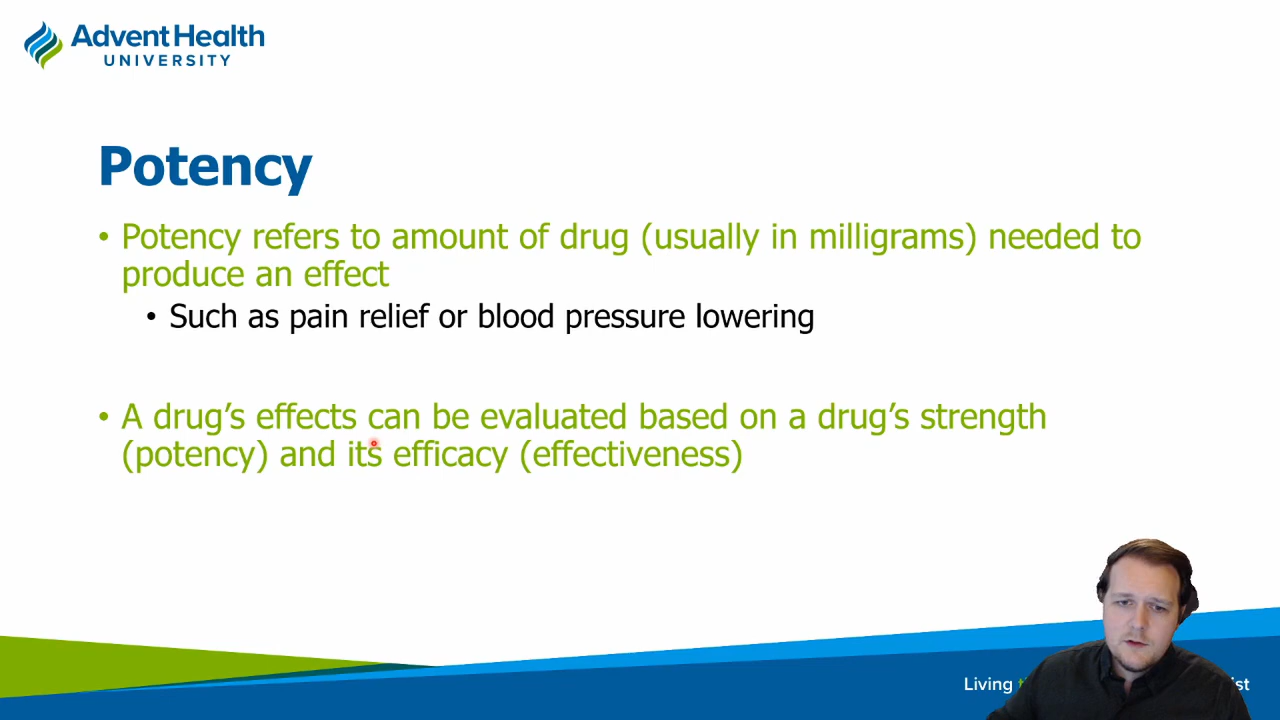 AdventHealth
UNIVERSITY
Potency
• Potency refers to amount of drug (usually in milligrams) needed to
produce an effect
• Such as pain relief or blood pressure lowering
• A drug’s effects can be evaluated based on a drug’s strength
(potency) and its efficacy (effectiveness)
Living